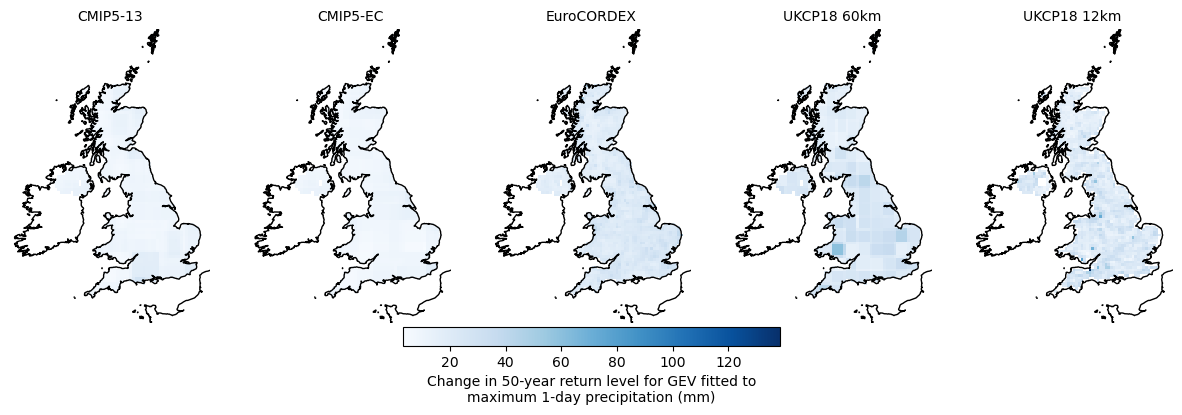 CMIP5-13 CMIP5-EC EuroCORDEX UKCP18 60km UKCP18 12km
20 40 60 80 100 120
Change in 50-year return level for GEV fitted to
maximum 1-day precipitation (mm)